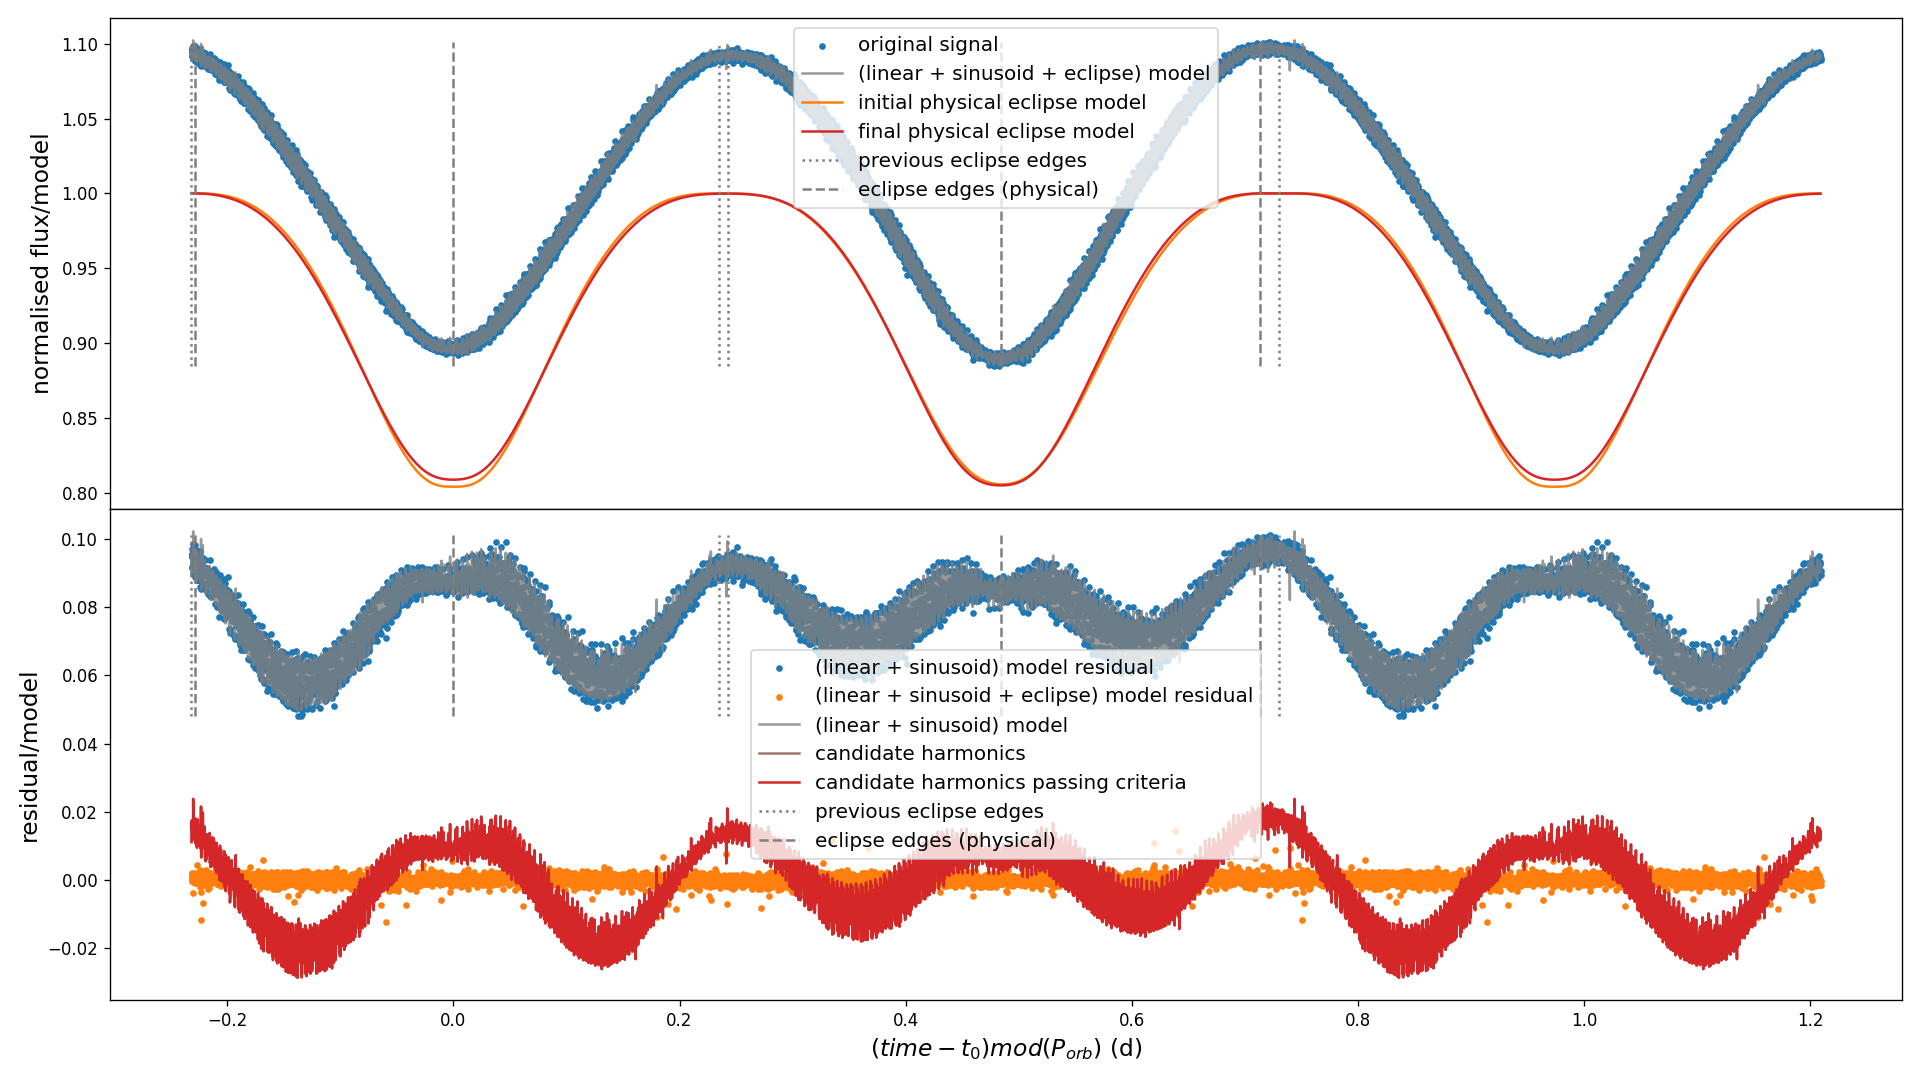 normalised flux/model
1.10
1.05
1.00
0.95
0.90
0.85
0.80
original signal
(linear + sinusoid + eclipse) model
initial physical eclipse model
final physical eclipse model
previous eclipse edges
eclipse edges (physical)
residual/model
0.10
0.08
0.06
0.04
0.02
0.00
−0.02
(linear + sinusoid) model residual
(linear + sinusoid + eclipse) model residual
(linear + sinusoid) model
candidate harmonics
candidate harmonics passing criteria
previous eclipse edges
eclipse edges (physical)
−0.2 0.0 0.2 0.4 0.6 0.8 1.0 1.2
(time − t₀)mod(P_orb) (d)